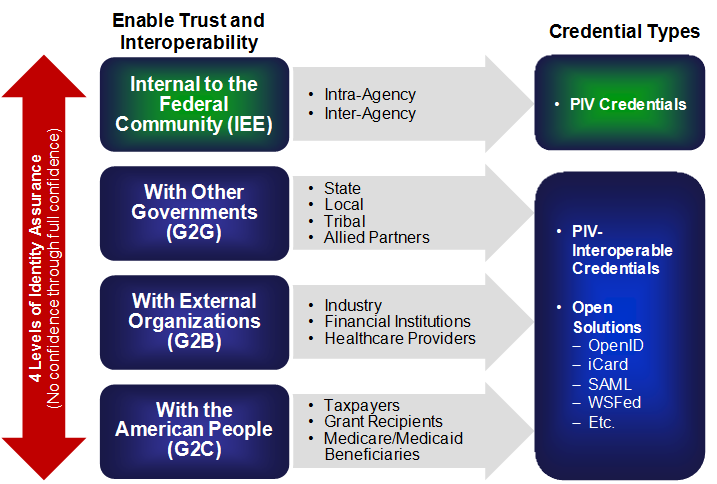 Enable Trust and
Interoperability
Credential Types
4 Levels of Identity Assurance
(No confidence through full confidence)
Internal to the
Federal
Community (IEE)
• Intra-Agency
• Inter-Agency
• PIV Credentials
With Other
Governments
(G2G)
• State
• Local
• Tribal
• Allied Partners
With External
Organizations
(G2B)
• Industry
• Financial Institutions
• Healthcare Providers
With the
American People
(G2C)
• Taxpayers
• Grant Recipients
• Medicare/Medicaid
Beneficiaries
• PIV-
Interoperable
Credentials
• Open
Solutions
– OpenID
– iCard
– SAML
– WSFed
– Etc.